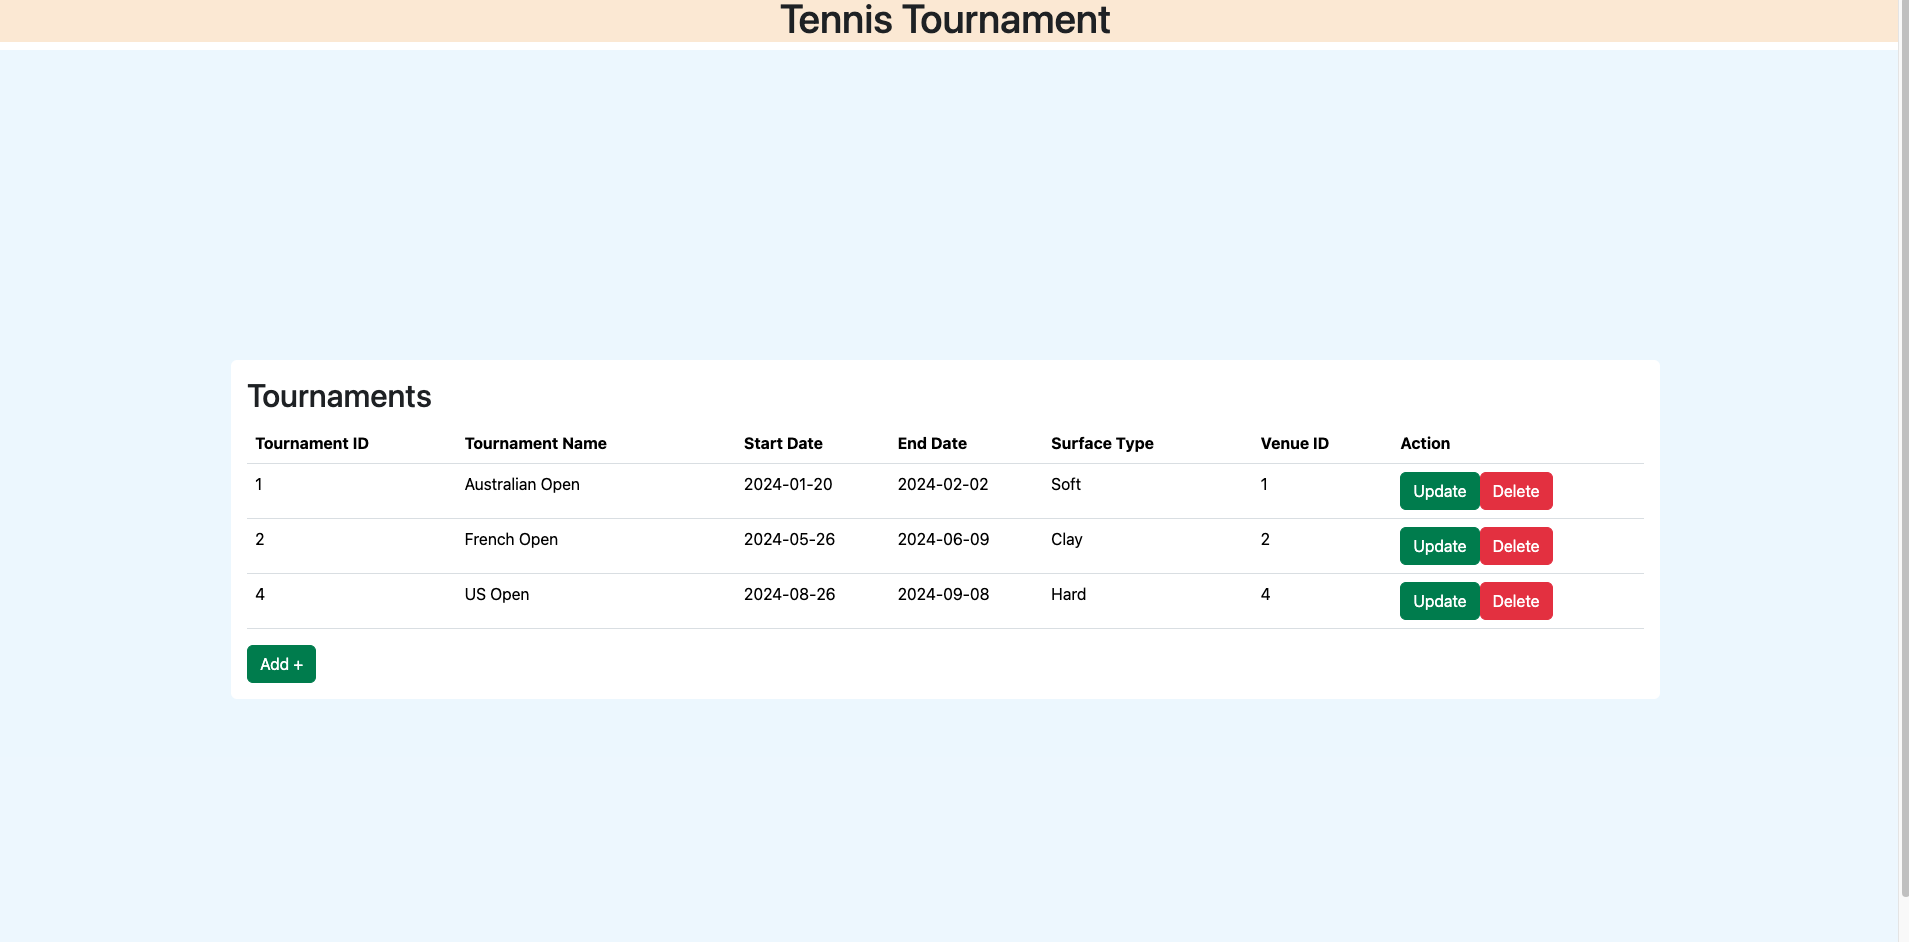 Tennis Tournament
Tournaments
Tournament ID Tournament Name Start Date End Date Surface Type Venue ID Action
1 Australian Open 2024-01-20 2024-02-02 Soft 1 Update Delete
2 French Open 2024-05-26 2024-06-09 Clay 2 Update Delete
4 US Open 2024-08-26 2024-09-08 Hard 4 Update Delete
Add +